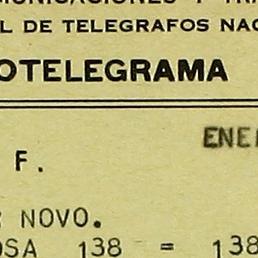 L DE TELEGRAFOS NAC
OTELEGRAMA
ENE
F.
NOVO.
OSA 138 = 138